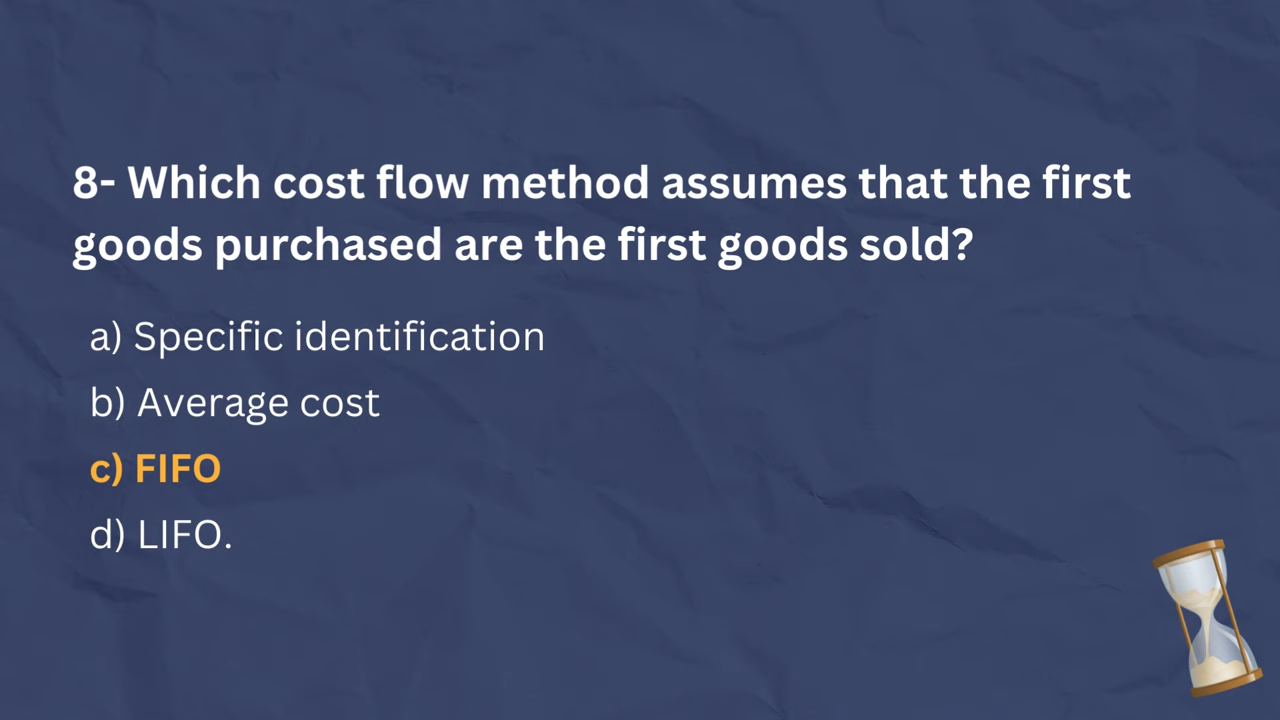 8- Which cost flow method assumes that the first
goods purchased are the first goods sold?
a) Specific identification
b) Average cost
c) FIFO
d) LIFO.